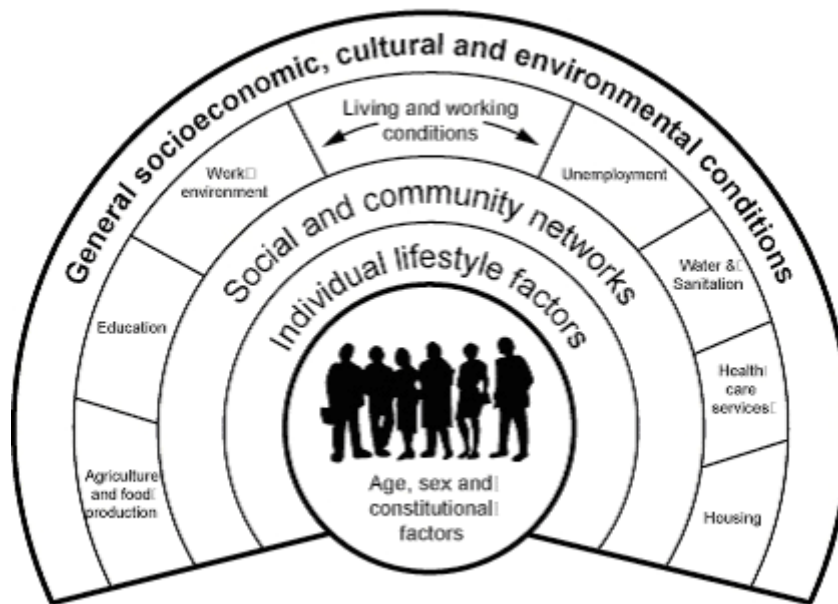 General socioeconomic, cultural and environmental conditions
Living and working
conditions
Work
environment
Unemployment
Social and community networks
Water &
Sanitation
Individual lifestyle factors
Education
Health
care
services
Agriculture
and food
production
Age, sex and
constitutional
factors
Housing